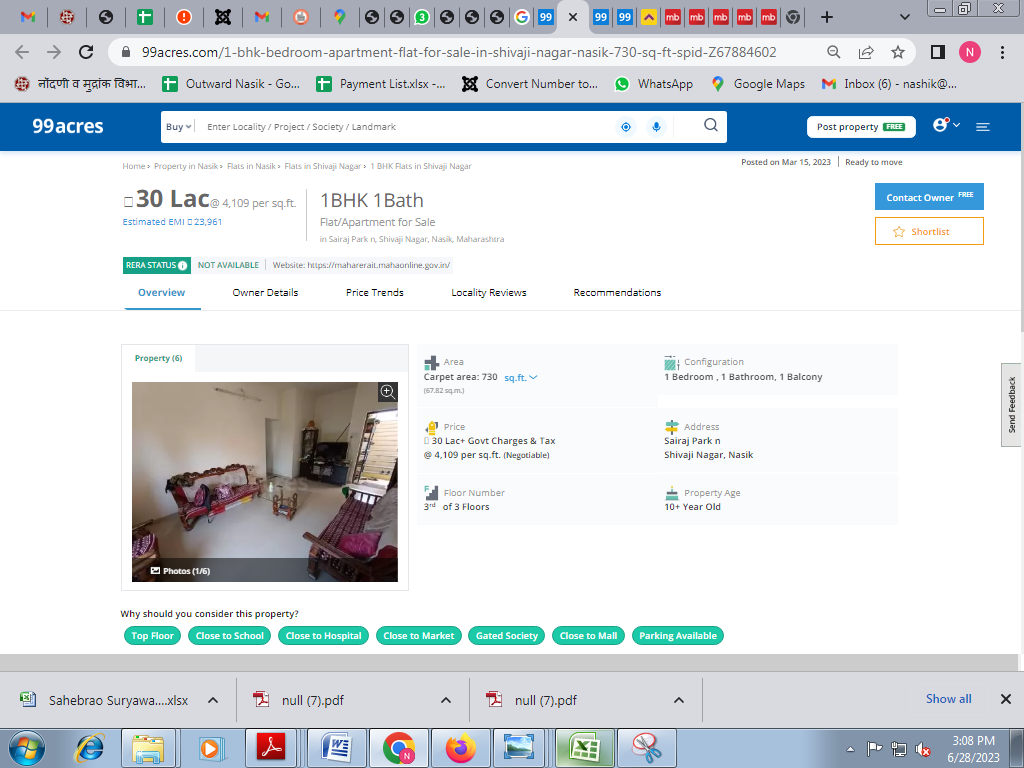 99
99
99
mb
mb
mb
mb
mb
3
99acres.com/1-bhk-bedroom-apartment-flat-for-sale-in-shivaji-nagar-nasik-730-sq-ft-spid-Z67884602
N
नोंदणी व मुद्रांक विभा...
Outward Nasik - Go...
Payment List.xlsx -...
Convert Number to...
WhatsApp
Google Maps
Inbox (6) - nashik@...
99acres
Buy
Enter Locality / Project / Society / Landmark
Post property FREE
Home › Property in Nasik › Flats in Nasik › Flats in Shivaji Nagar › 1 BHK Flats in Shivaji Nagar
Posted on Mar 15, 2023 | Ready to move
30 Lac @ 4,109 per sq.ft.
Estimated EMI 23,961
1BHK 1Bath
Flat/Apartment for Sale
in Sairaj Park n, Shivaji Nagar, Nasik, Maharashtra
Contact Owner FREE
Shortlist
RERA STATUS NOT AVAILABLE Website: https://maharerait.mahaonline.gov.in/
Overview
Owner Details
Price Trends
Locality Reviews
Recommendations
Property (6)
Photos (1/6)
Area
Carpet area: 730 sq.ft.
(67.82 sq.m.)
Configuration
1 Bedroom , 1 Bathroom, 1 Balcony
Price
30 Lac+ Govt Charges & Tax
@ 4,109 per sq.ft. (Negotiable)
Address
Sairaj Park n
Shivaji Nagar, Nasik
Floor Number
3rd of 3 Floors
Property Age
10+ Year Old
Send Feedback
Why should you consider this property?
Top Floor
Close to School
Close to Hospital
Close to Market
Gated Society
Close to Mall
Parking Available
Sahebrao Suryawa....xlsx
null (7).pdf
null (7).pdf
Show all
3:08 PM
6/28/2023